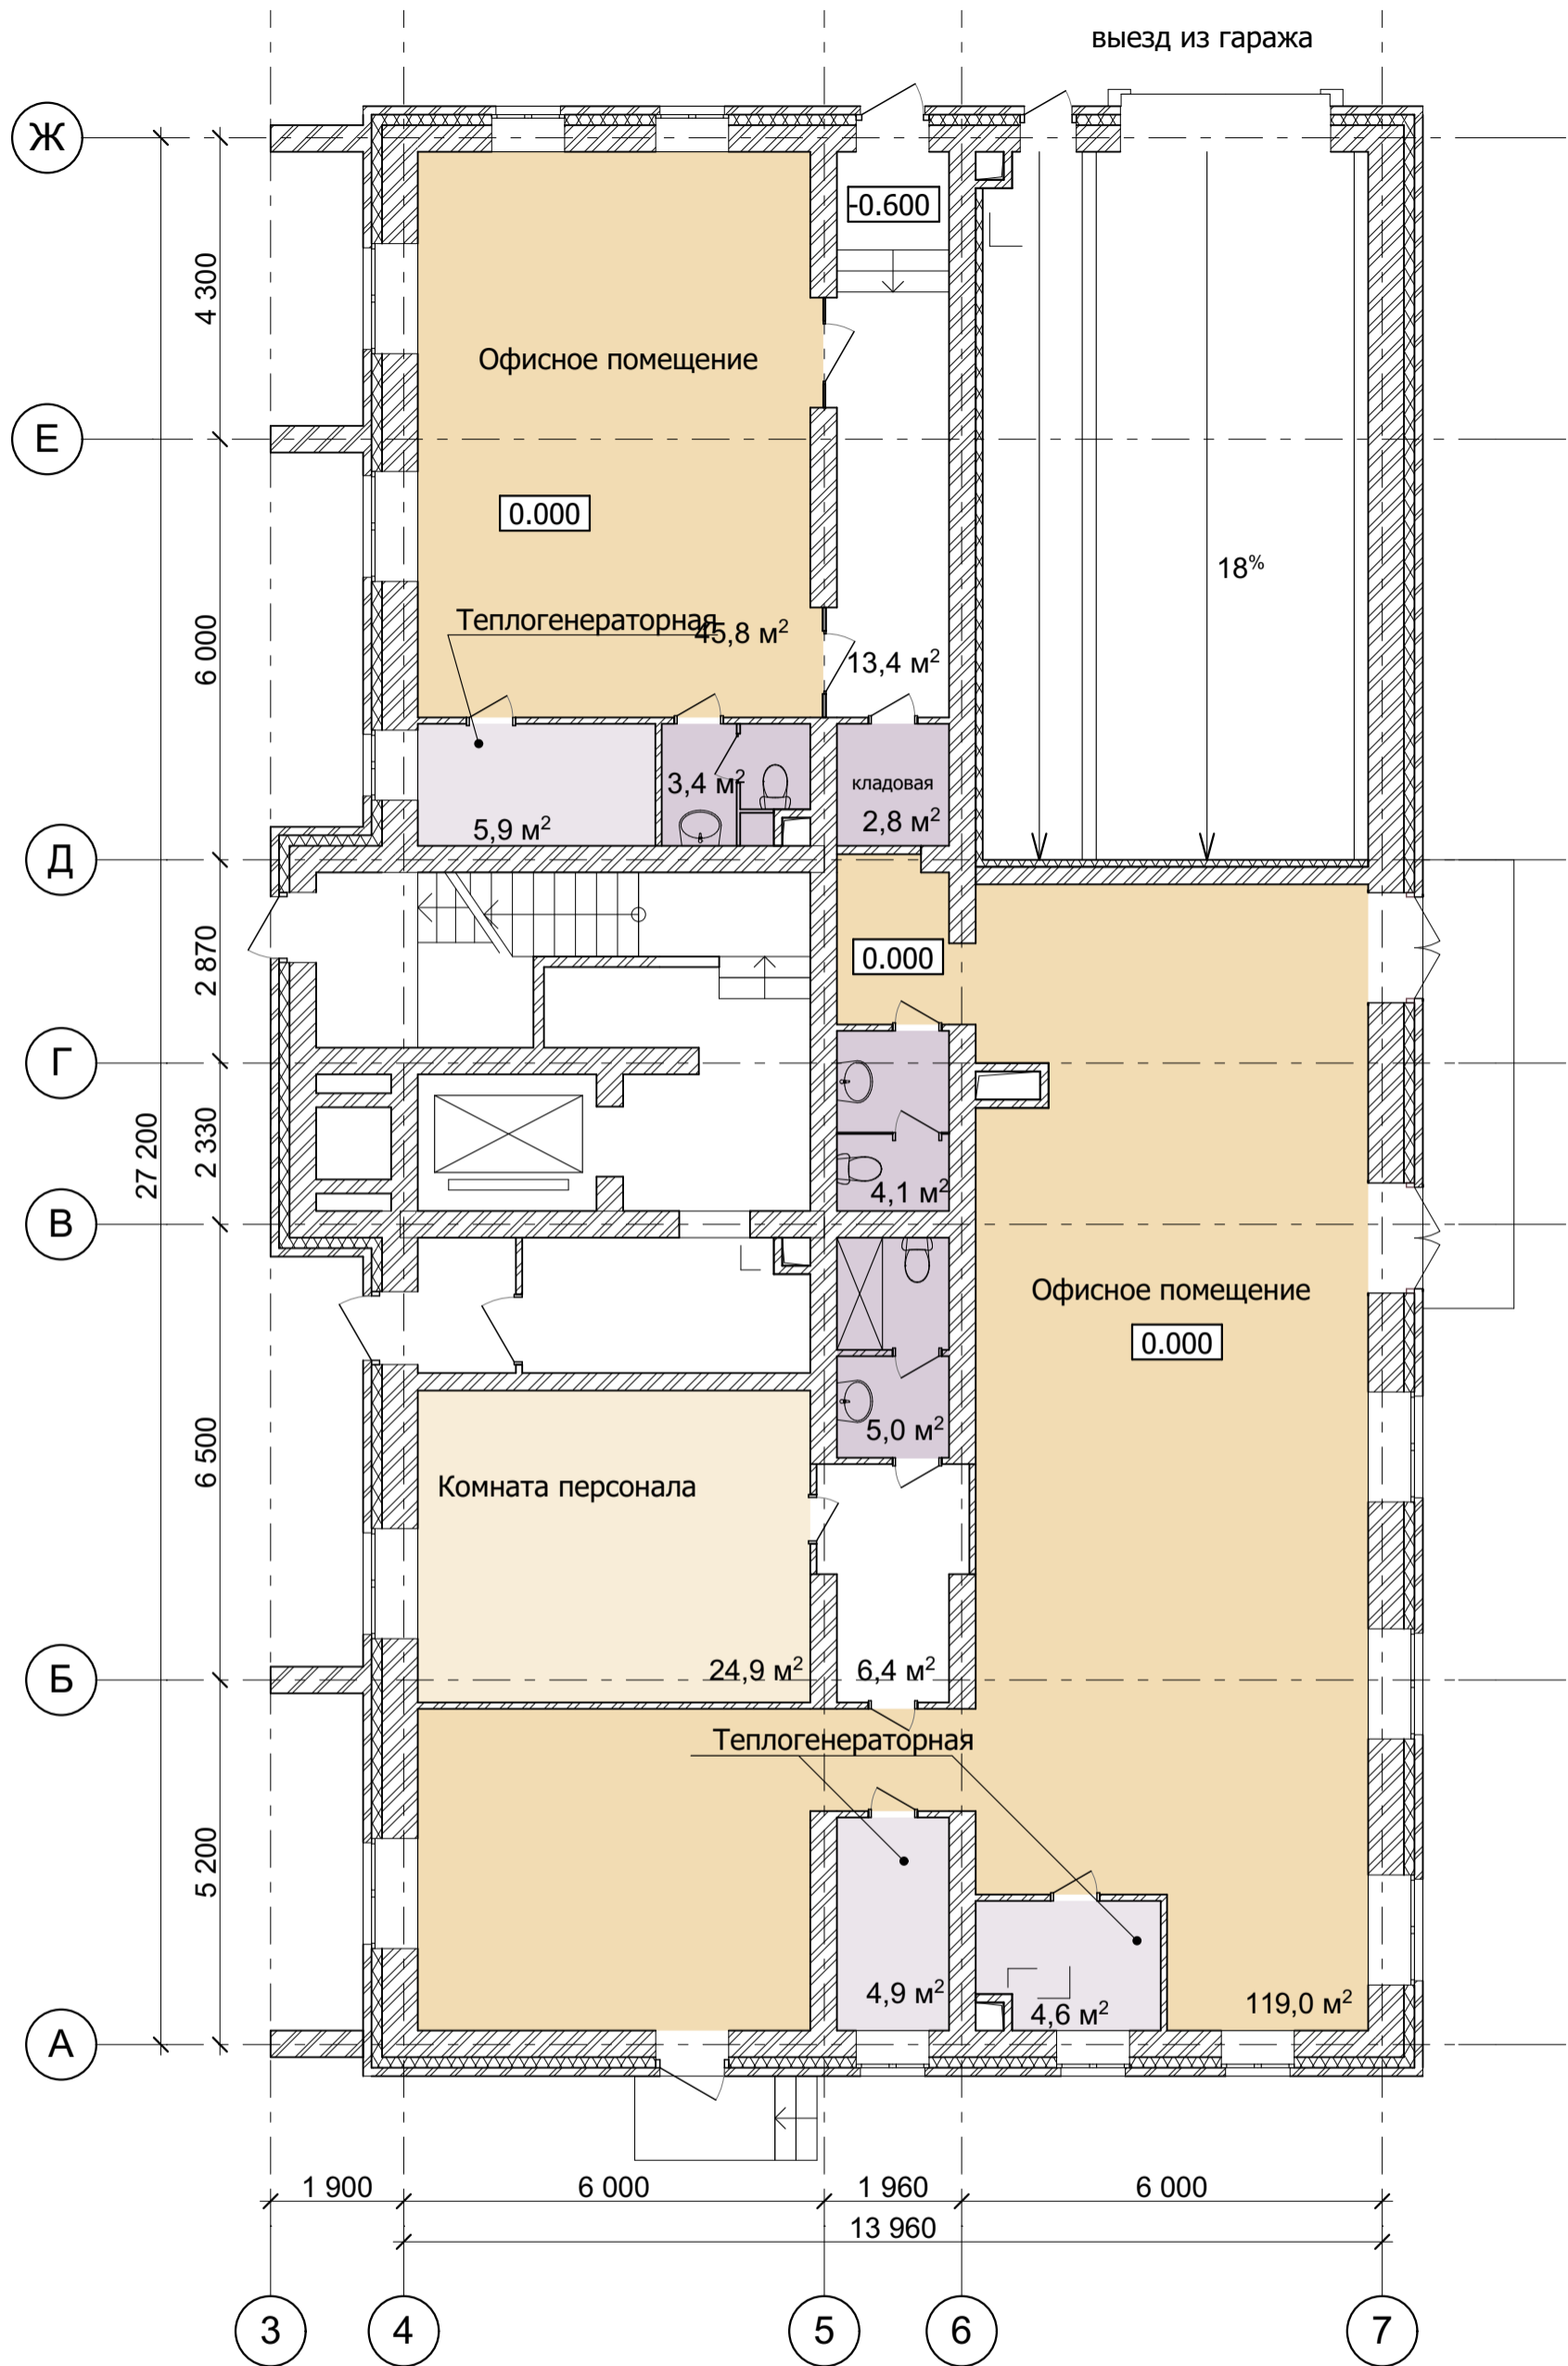 выезд из гаража
Ж
-0.600
4 300
Офисное помещение
Е
0.000
18%
Теплогенераторная
45,8 м²
6 000
13,4 м²
3,4 м²
кладовая
2,8 м²
5,9 м²
Д
2 870
0.000
Г
27 200
2 330
4,1 м²
В
Офисное помещение
0.000
5,0 м²
6 500
Комната персонала
24,9 м²
6,4 м²
Б
Теплогенераторная
5 200
4,9 м²
4,6 м²
119,0 м²
А
1 900
6 000
1 960
6 000
13 960
3
4
5
6
7